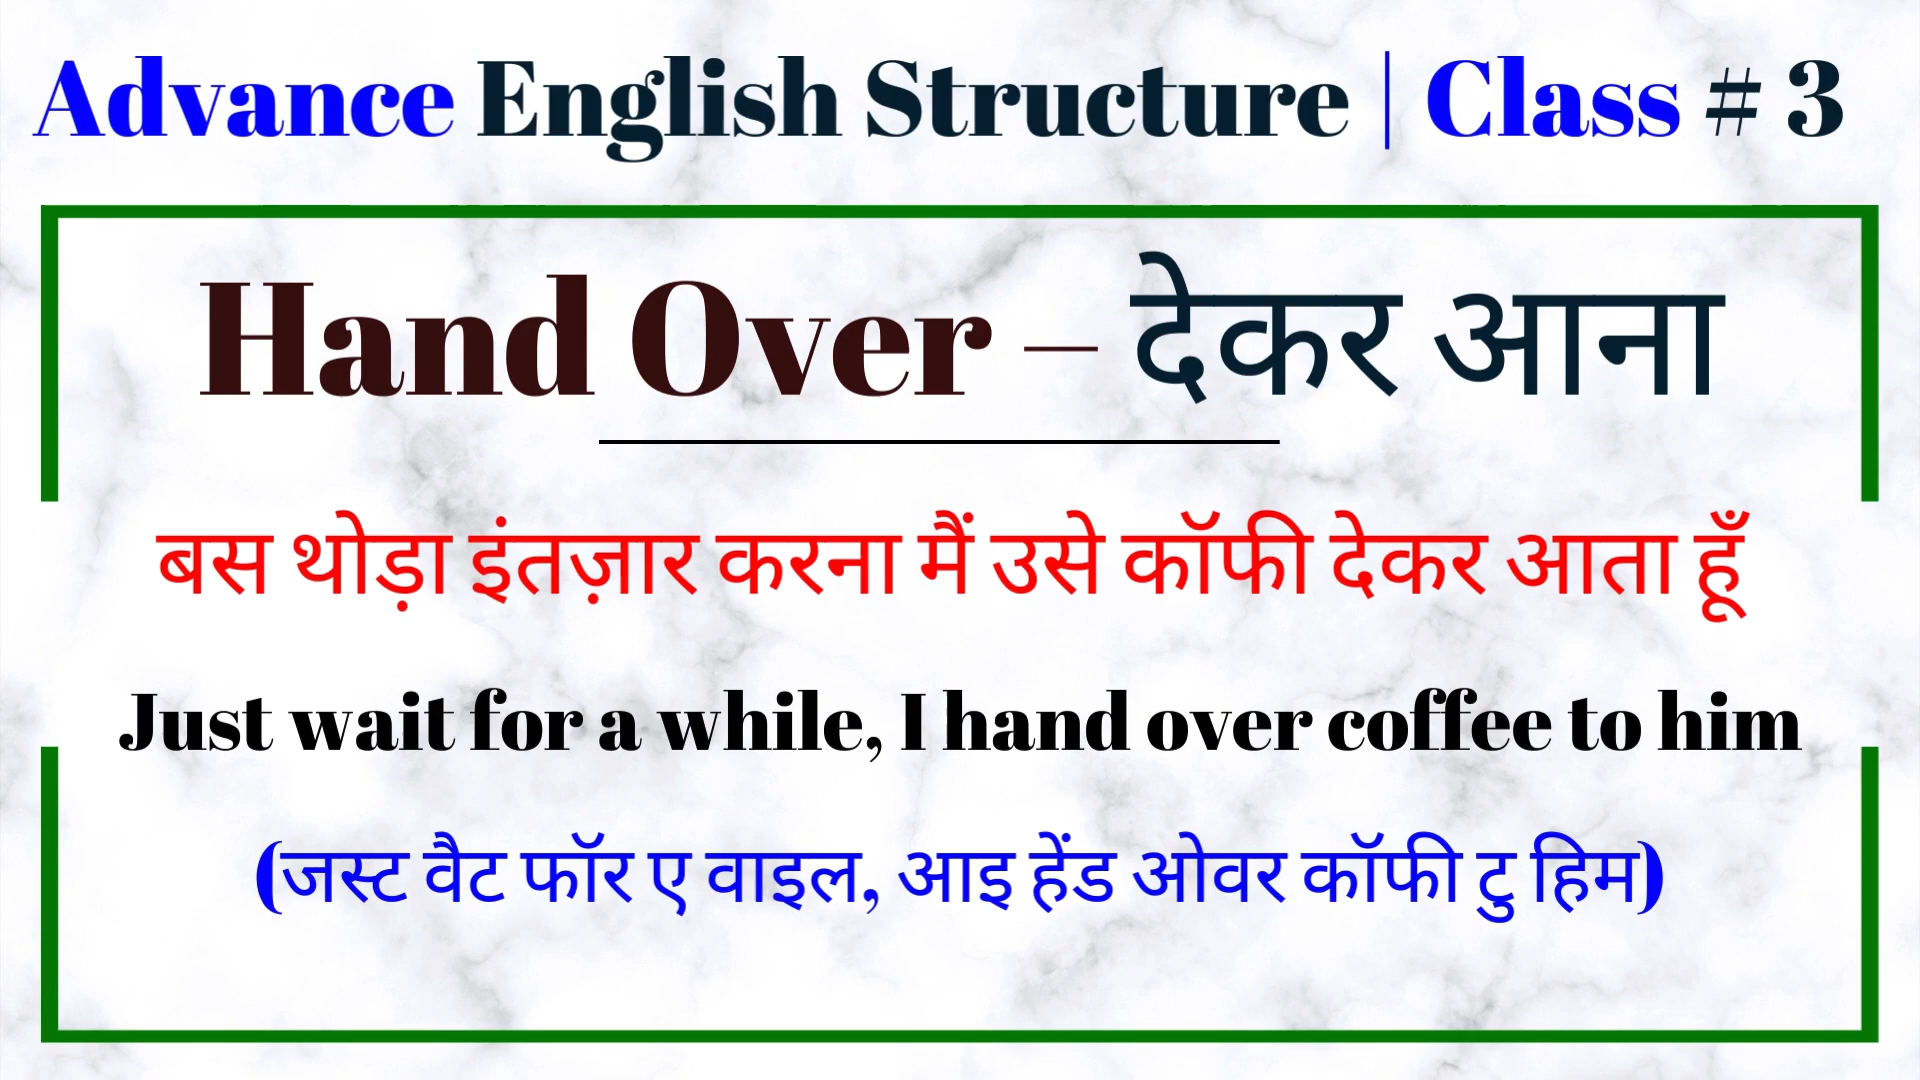 Advance English Structure | Class # 3
Hand Over – देकर आना
बस थोड़ा इंतज़ार करना मैं उसे कॉफी देकर आता हूँ
Just wait for a while, I hand over coffee to him
(जस्ट वैट फॉर ए वाइल, आइ हेंड ओवर कॉफी टु हिम)